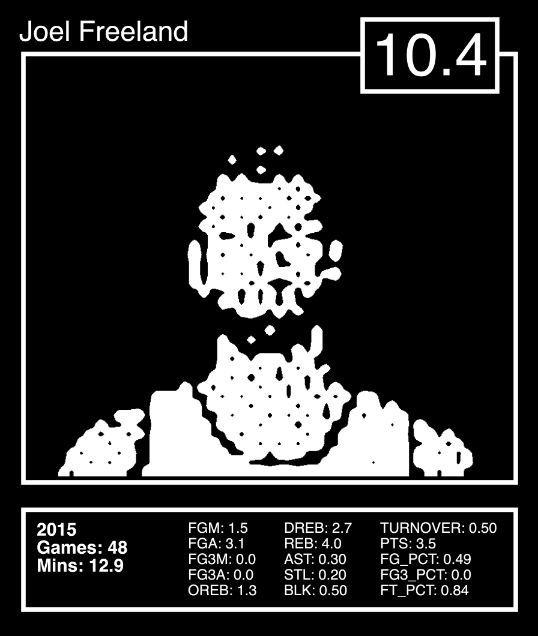 Joel Freeland
10.4
2015
Games: 48
Mins: 12.9
FGM: 1.5
FGA: 3.1
FG3M: 0.0
FG3A: 0.0
OREB: 1.3
DREB: 2.7
REB: 4.0
AST: 0.30
STL: 0.20
BLK: 0.50
TURNOVER: 0.50
PTS: 3.5
FG_PCT: 0.49
FG3_PCT: 0.0
FT_PCT: 0.84